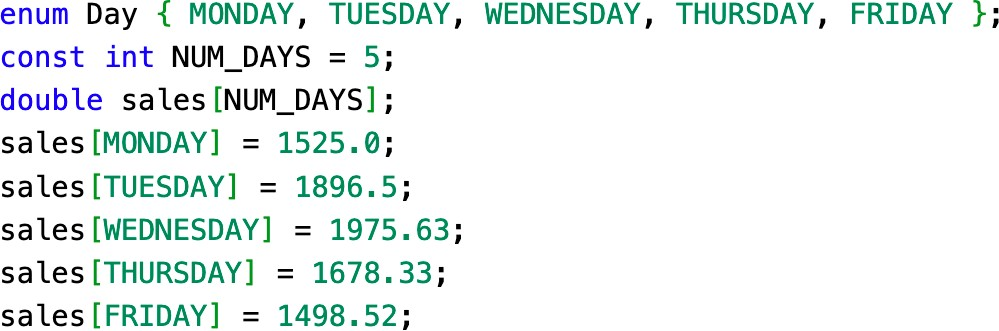 enum Day { MONDAY, TUESDAY, WEDNESDAY, THURSDAY, FRIDAY };
const int NUM_DAYS = 5;
double sales[NUM_DAYS];
sales[MONDAY] = 1525.0;
sales[TUESDAY] = 1896.5;
sales[WEDNESDAY] = 1975.63;
sales[THURSDAY] = 1678.33;
sales[FRIDAY] = 1498.52;